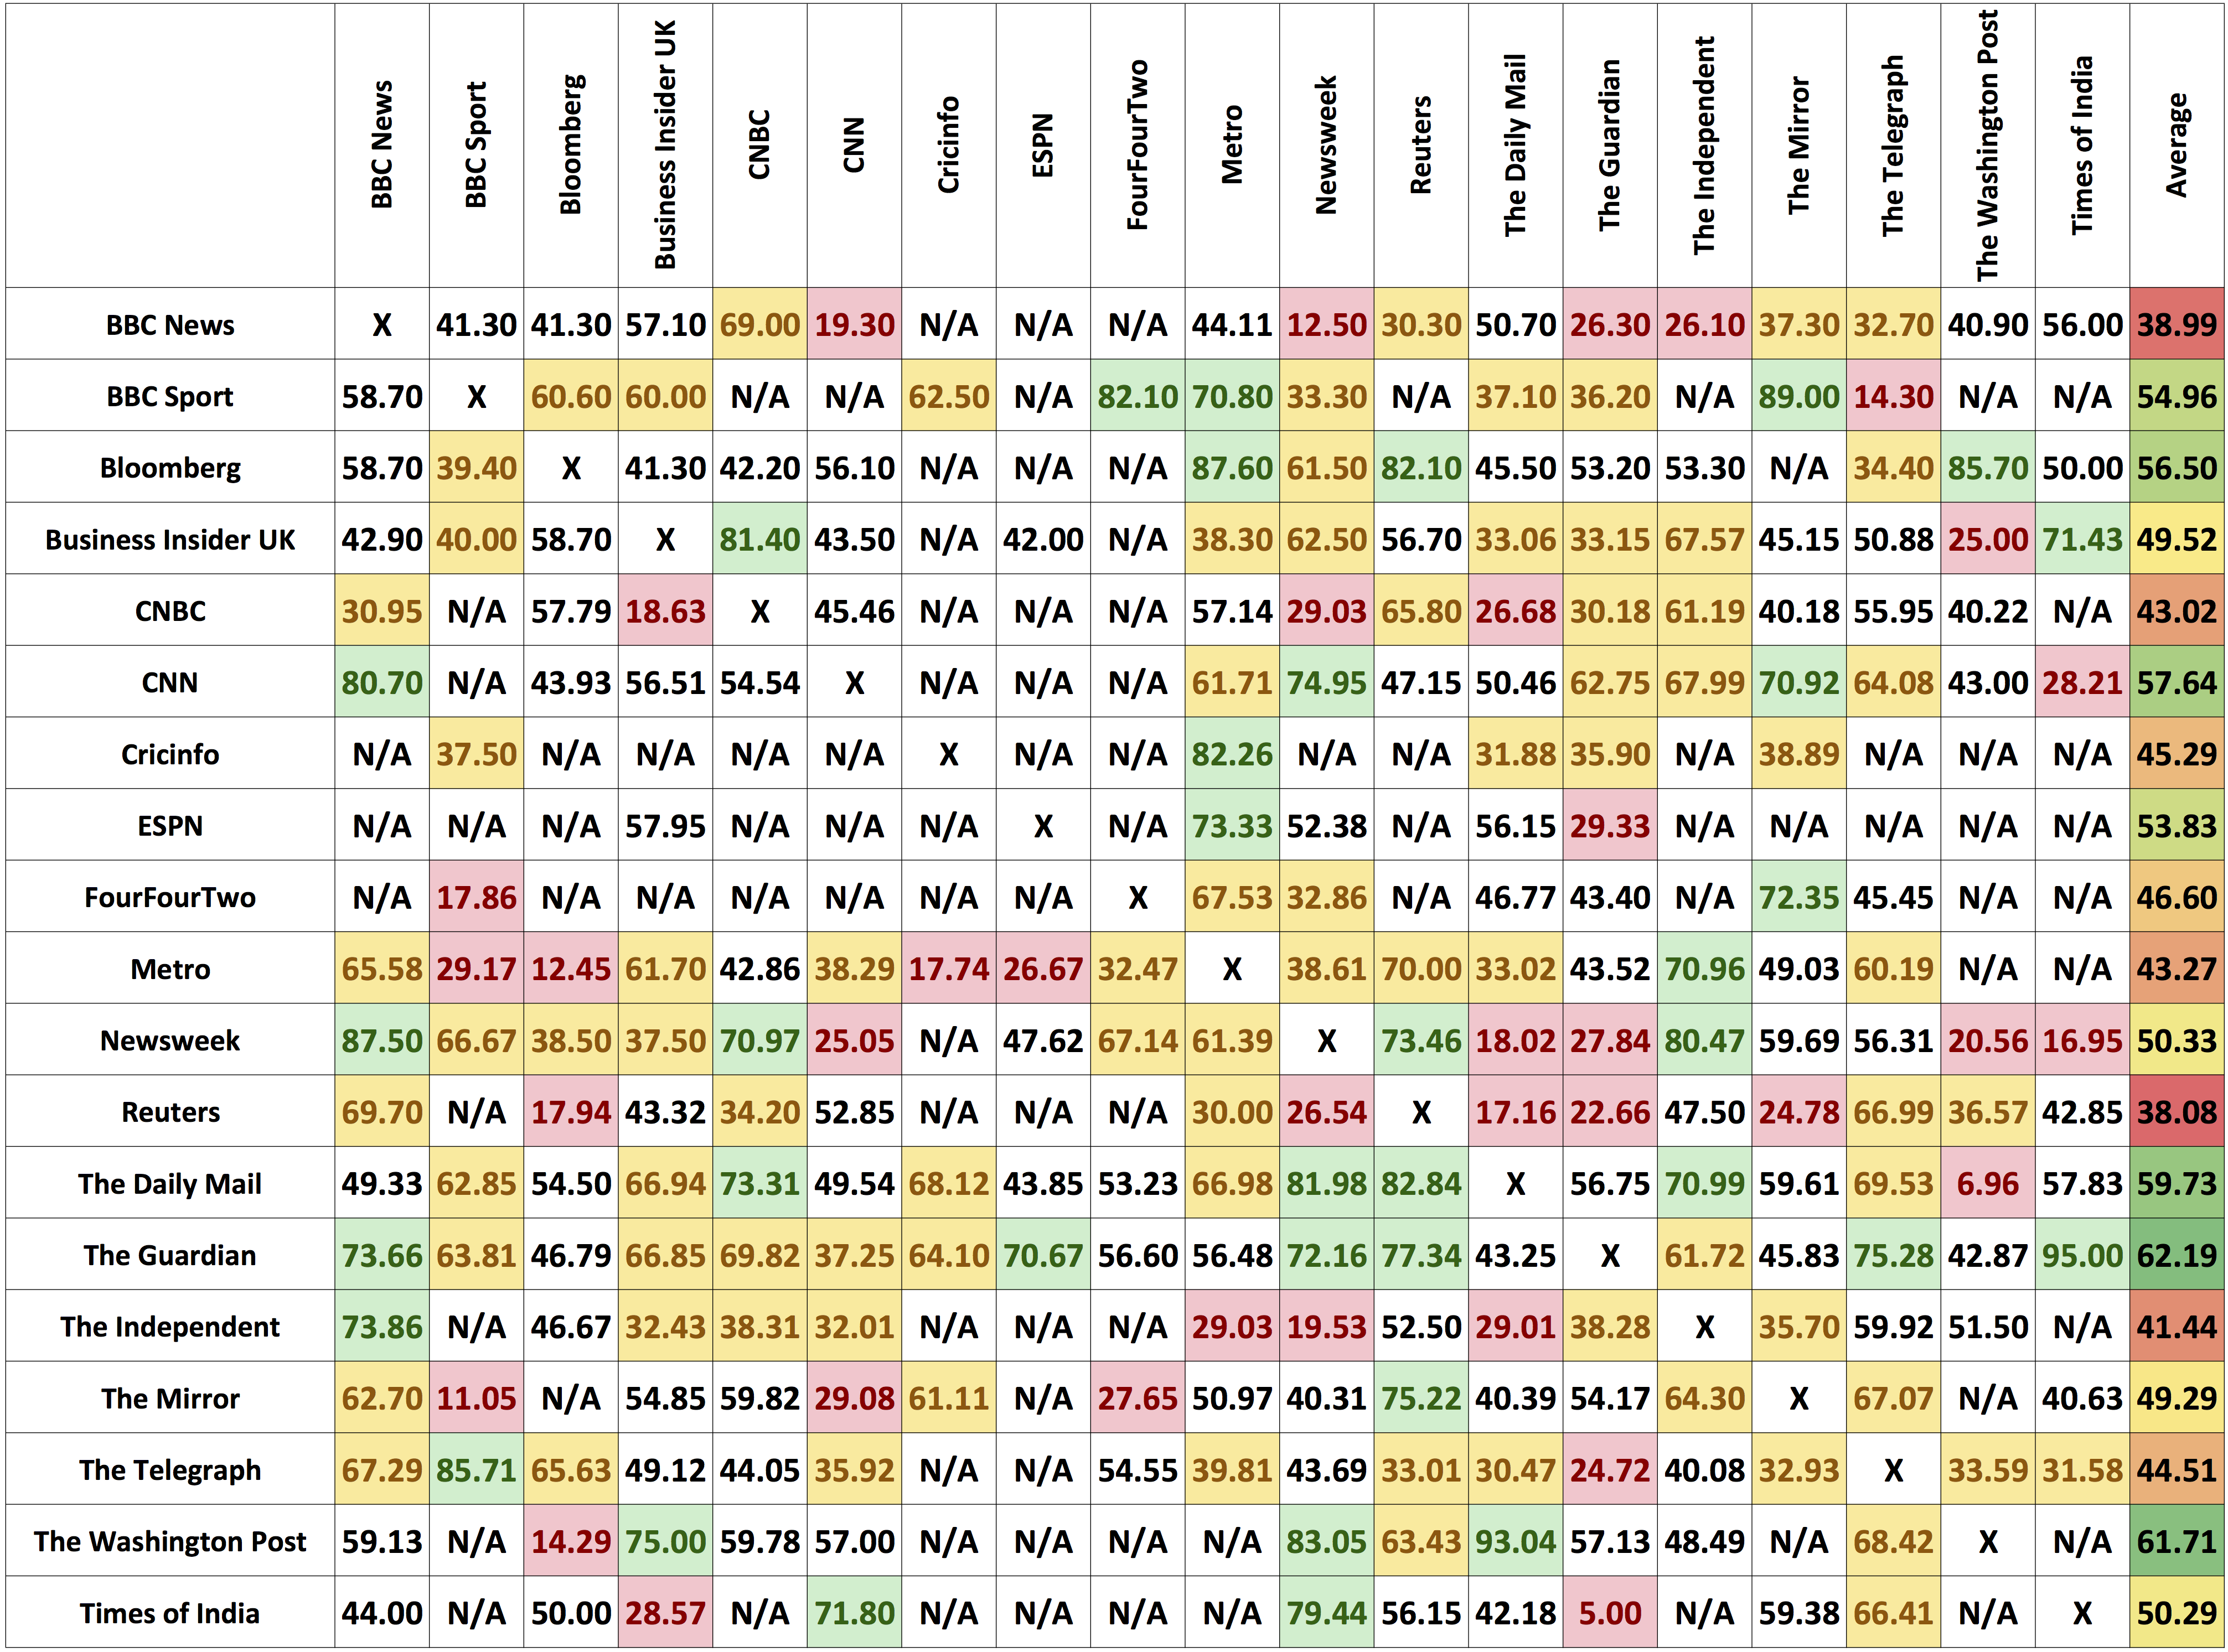 BBC News BBC Sport Bloomberg Business Insider UK CNBC CNN Cricinfo ESPN FourFourTwo Metro Newsweek Reuters The Daily Mail The Guardian The Independent The Mirror The Telegraph The Washington Post Times of India Average
BBC News X 41.30 41.30 57.10 69.00 19.30 N/A N/A N/A 44.11 12.50 30.30 50.70 26.30 26.10 37.30 32.70 40.90 56.00 38.99
BBC Sport 58.70 X 60.60 60.00 N/A N/A 62.50 N/A 82.10 70.80 33.30 N/A 37.10 36.20 N/A 89.00 14.30 N/A N/A 54.96
Bloomberg 58.70 39.40 X 41.30 42.20 56.10 N/A N/A N/A 87.60 61.50 82.10 45.50 53.20 53.30 N/A 34.40 85.70 50.00 56.50
Business Insider UK 42.90 40.00 58.70 X 81.40 43.50 N/A 42.00 N/A 38.30 62.50 56.70 33.06 33.15 67.57 45.15 50.88 25.00 71.43 49.52
CNBC 30.95 N/A 57.79 18.63 X 45.46 N/A N/A N/A 57.14 29.03 65.80 26.68 30.18 61.19 40.18 55.95 40.22 N/A 43.02
CNN 80.70 N/A 43.93 56.51 54.54 X N/A N/A N/A 61.71 74.95 47.15 50.46 62.75 67.99 70.92 64.08 43.00 28.21 57.64
Cricinfo N/A 37.50 N/A N/A N/A N/A X N/A N/A 82.26 N/A N/A 31.88 35.90 N/A 38.89 N/A N/A N/A 45.29
ESPN N/A N/A N/A 57.95 N/A N/A N/A X N/A 73.33 52.38 N/A 56.15 29.33 N/A N/A N/A N/A N/A 53.83
FourFourTwo N/A 17.86 N/A N/A N/A N/A N/A N/A X 67.53 32.86 N/A 46.77 43.40 N/A 72.35 45.45 N/A N/A 46.60
Metro 65.58 29.17 12.45 61.70 42.86 38.29 17.74 26.67 32.47 X 38.61 70.00 33.02 43.52 70.96 49.03 60.19 N/A N/A 43.27
Newsweek 87.50 66.67 38.50 37.50 70.97 25.05 N/A 47.62 67.14 61.39 X 73.46 18.02 27.84 80.47 59.69 56.31 20.56 16.95 50.33
Reuters 69.70 N/A 17.94 43.32 34.20 52.85 N/A N/A N/A 30.00 26.54 X 17.16 22.66 47.50 24.78 66.99 36.57 42.85 38.08
The Daily Mail 49.33 62.85 54.50 66.94 73.31 49.54 68.12 43.85 53.23 66.98 81.98 82.84 X 56.75 70.99 59.61 69.53 6.96 57.83 59.73
The Guardian 73.66 63.81 46.79 66.85 69.82 37.25 64.10 70.67 56.60 56.48 72.16 77.34 43.25 X 61.72 45.83 75.28 42.87 95.00 62.19
The Independent 73.86 N/A 46.67 32.43 38.31 32.01 N/A N/A N/A 29.03 19.53 52.50 29.01 38.28 X 35.70 59.92 51.50 N/A 41.44
The Mirror 62.70 11.05 N/A 54.85 59.82 29.08 61.11 N/A 27.65 50.97 40.31 75.22 40.39 54.17 64.30 X 67.07 N/A 40.63 49.29
The Telegraph 67.29 85.71 65.63 49.12 44.05 35.92 N/A N/A 54.55 39.81 43.69 33.01 30.47 24.72 40.08 32.93 X 33.59 31.58 44.51
The Washington Post 59.13 N/A 14.29 75.00 59.78 57.00 N/A N/A N/A N/A 83.05 63.43 93.04 57.13 48.49 N/A 68.42 X N/A 61.71
Times of India 44.00 N/A 50.00 28.57 N/A 71.80 N/A N/A N/A N/A 79.44 56.15 42.18 5.00 N/A 59.38 66.41 N/A X 50.29